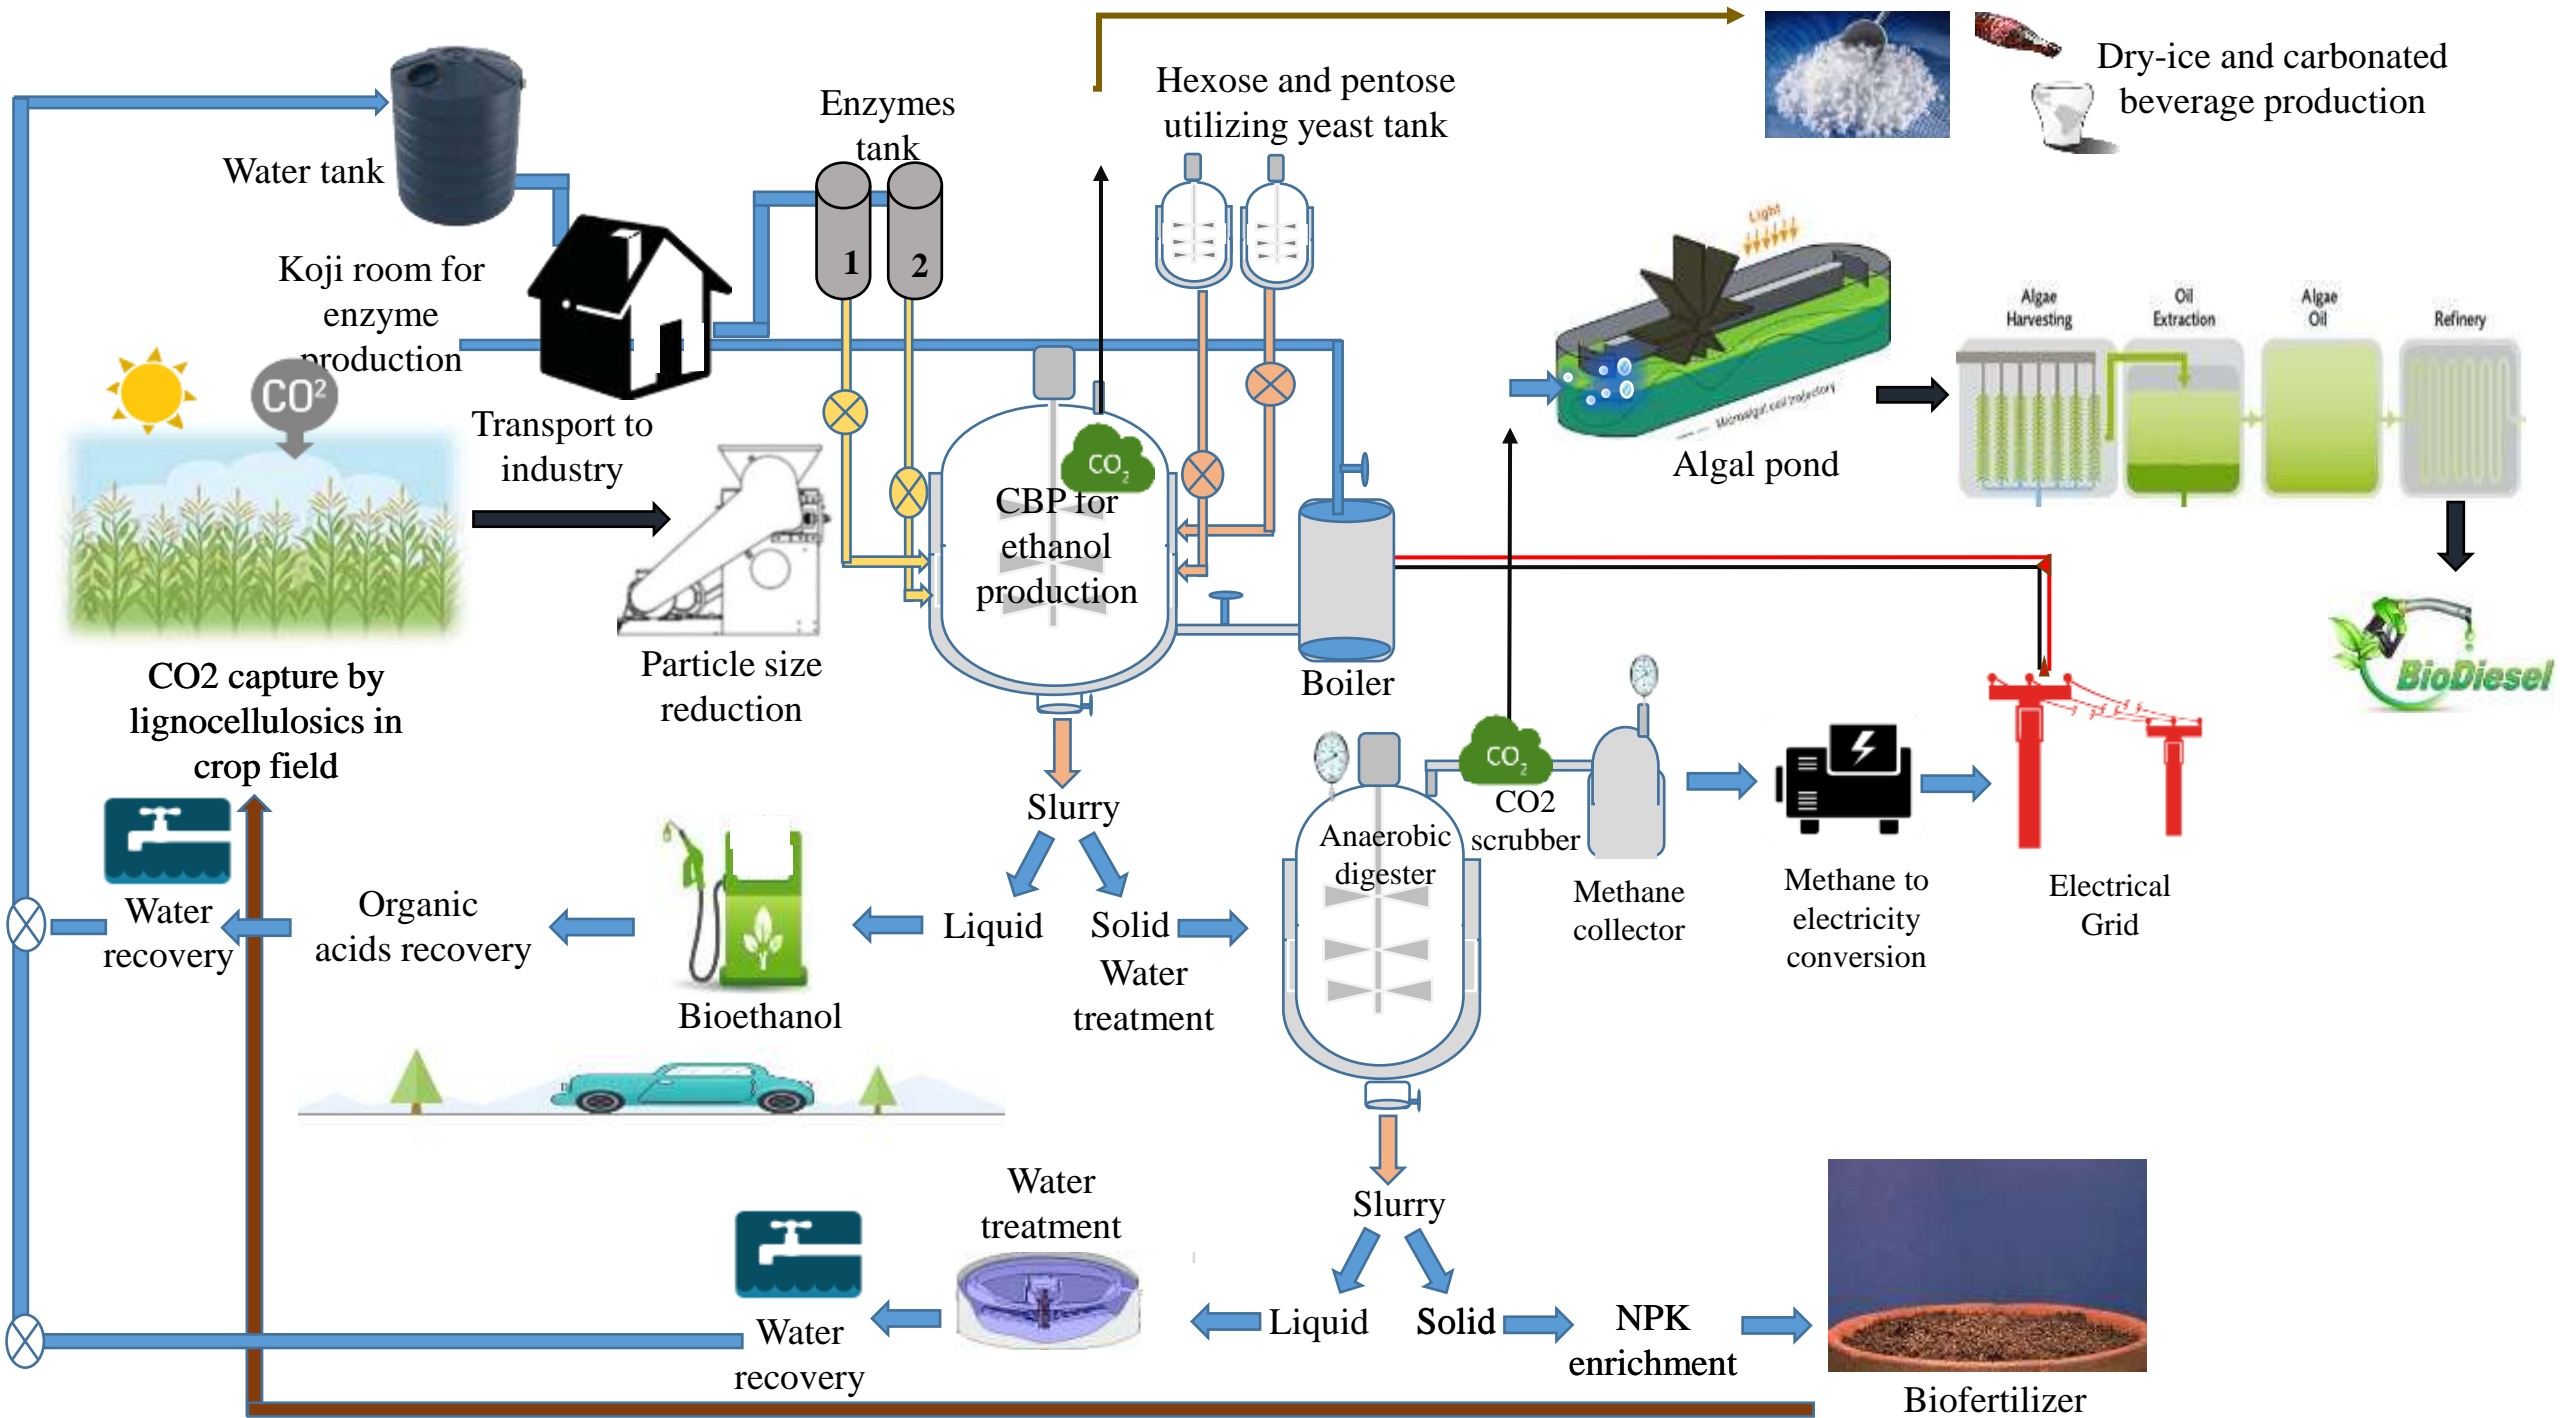 Dry-ice and carbonated
beverage production
Hexose and pentose
utilizing yeast tank
Enzymes
tank
Water tank
1
2
Koji room for
enzyme
production
CO2
Light
Microalgal cell trajectory
Algal pond
Algae
Harvesting
Oil
Extraction
Algae
Oil
Refinery
Transport to
industry
CO2
CBP for
ethanol
production
Particle size
reduction
Boiler
BioDiesel
CO2 capture by
lignocellulosics in
crop field
Slurry
Liquid
Solid
Water
treatment
Bioethanol
Organic
acids recovery
Water
recovery
Anaerobic
digester
CO2
CO2
scrubber
Methane
collector
Methane to
electricity
conversion
Electrical
Grid
Slurry
Liquid
Solid
NPK
enrichment
Biofertilizer
Water
treatment
Water
recovery